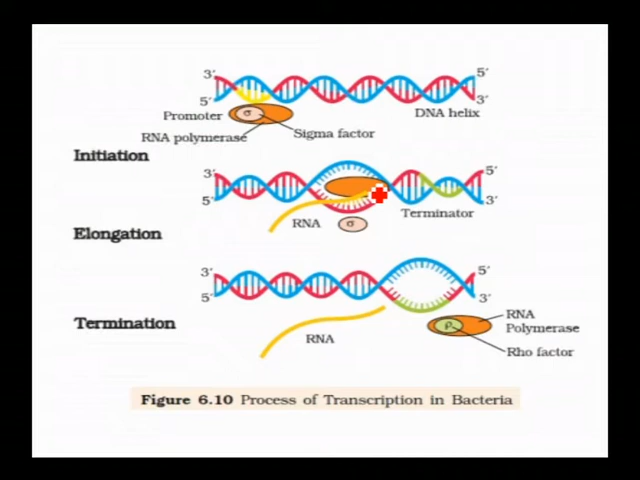 3′
5′
5′
3′
Promoter
σ
DNA helix
RNA polymerase
Sigma factor
Initiation
3′
5′
5′
3′
RNA
σ
Terminator
Elongation
3′
5′
5′
3′
Termination
RNA
ρ
RNA
Polymerase
Rho factor
Figure 6.10 Process of Transcription in Bacteria